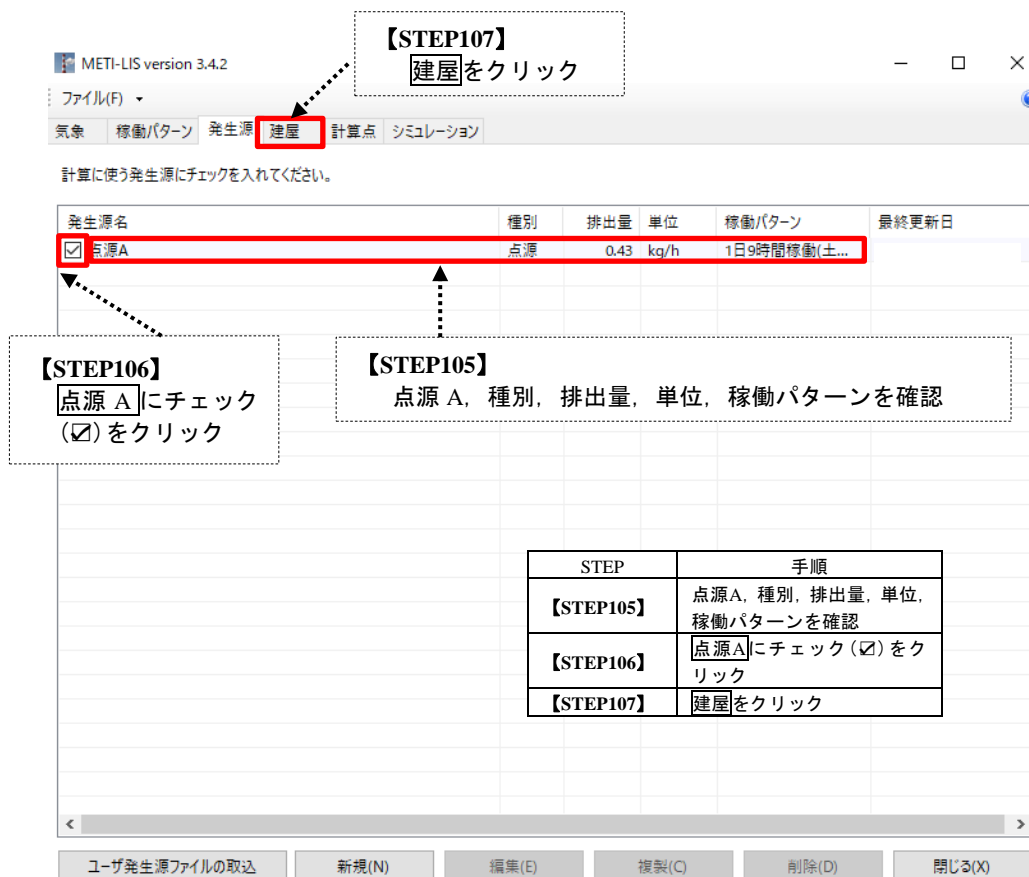 【STEP107】
建屋をクリック
METI-LIS version 3.4.2
ファイル(F)
気象 稼働パターン 発生源 建屋 計算点 シミュレーション
計算に使う発生源にチェックを入れてください。
発生源名 種別 排出量 単位 稼働パターン 最終更新日
☑ 点源A 点源 0.43 kg/h 1日9時間稼働(土...
【STEP106】
点源 A にチェック
(☑)をクリック
【STEP105】
点源 A，種別，排出量，単位，稼働パターンを確認
STEP 手順
【STEP105】 点源A，種別，排出量，単位，
稼働パターンを確認
【STEP106】 点源Aにチェック(☑)をク
リック
【STEP107】 建屋をクリック
ユーザ発生源ファイルの取込 新規(N) 編集(E) 複製(C) 削除(D) 閉じる(X)